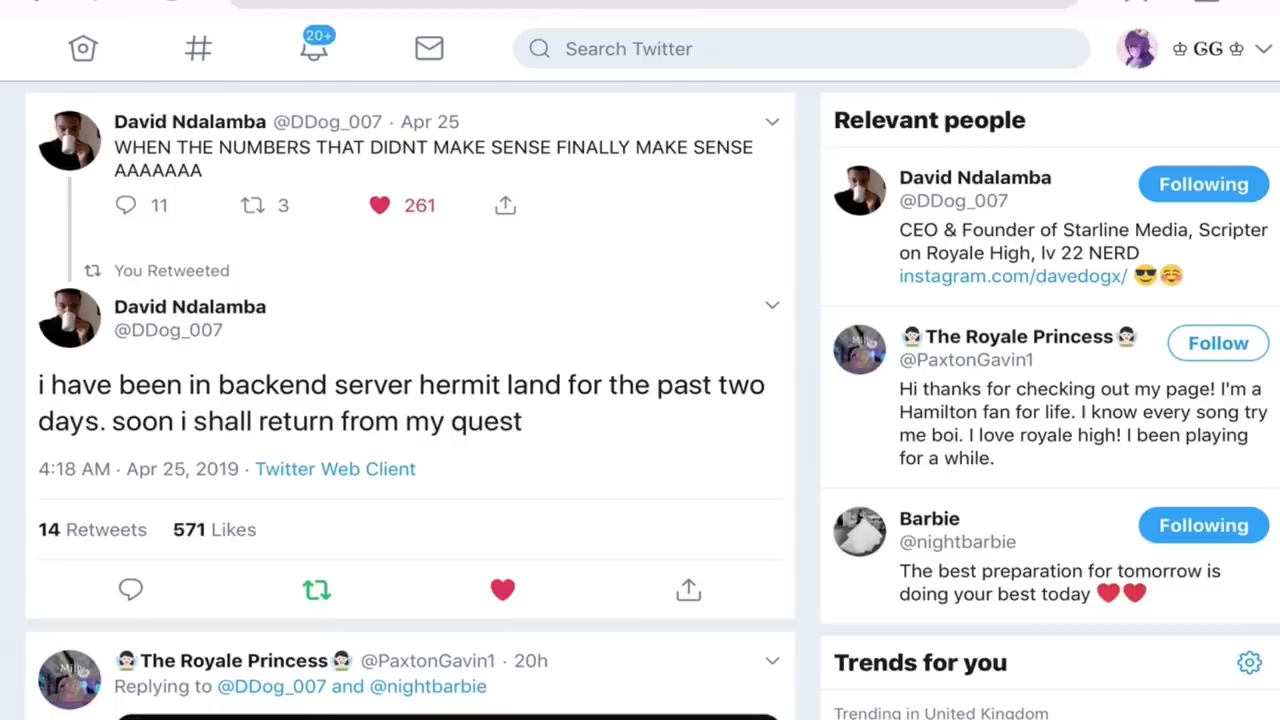 20+
Search Twitter
♔ GG ♔
David Ndalamba @DDog_007 · Apr 25
WHEN THE NUMBERS THAT DIDNT MAKE SENSE FINALLY MAKE SENSE
AAAAAAA
11 3 261
You Retweeted
David Ndalamba
@DDog_007
i have been in backend server hermit land for the past two
days. soon i shall return from my quest
4:18 AM · Apr 25, 2019 · Twitter Web Client
14 Retweets 571 Likes
The Royale Princess @PaxtonGavin1 · 20h
Replying to @DDog_007 and @nightbarbie
Relevant people
David Ndalamba
@DDog_007
Following
CEO & Founder of Starline Media, Scripter
on Royale High, lv 22 NERD
instagram.com/davedogx/ 😎☺️
The Royale Princess
@PaxtonGavin1
Follow
Hi thanks for checking out my page! I'm a
Hamilton fan for life. I know every song try
me boi. I love royale high! I been playing
for a while.
Barbie
@nightbarbie
Following
The best preparation for tomorrow is
doing your best today ❤️❤️
Trends for you
Trending in United Kingdom